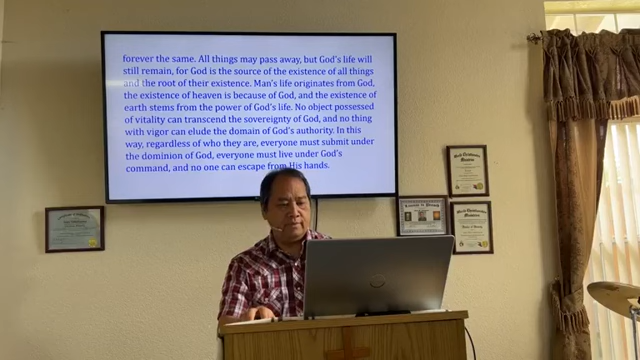 forever the same. All things may pass away, but God's life will
still remain, for God is the source of the existence of all things
and the root of their existence. Man's life originates from God,
the existence of heaven is because of God, and the existence of
earth stems from the power of God's life. No object possessed
of vitality can transcend the sovereignty of God, and no thing
with vigor can elude the domain of God's authority. In this
way, regardless of who they are, everyone must submit under
the dominion of God, everyone must live under God's
command, and no one can escape from His hands.